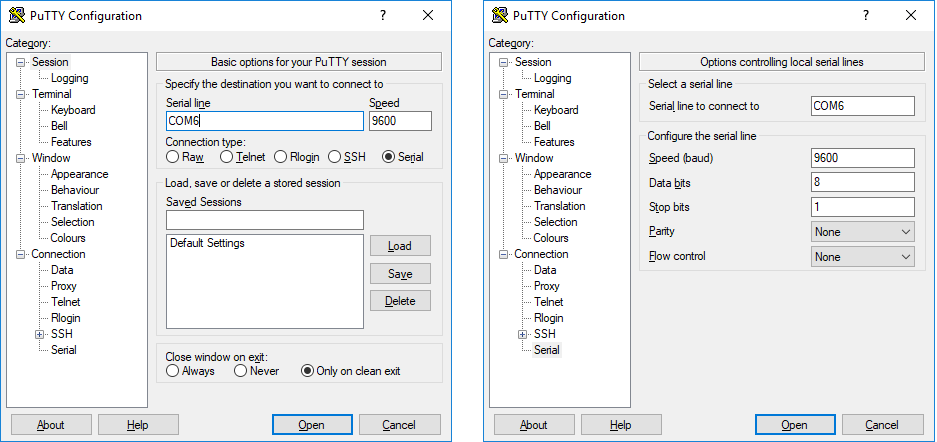 PuTTY Configuration
Category:
Session
Logging
Terminal
Keyboard
Bell
Features
Window
Appearance
Behaviour
Translation
Selection
Colours
Connection
Data
Proxy
Telnet
Rlogin
SSH
Serial
Basic options for your PuTTY session
Specify the destination you want to connect to
Serial line Speed
COM6 9600
Connection type:
Raw Telnet Rlogin SSH Serial
Load, save or delete a stored session
Saved Sessions
Default Settings
Load
Save
Delete
Close window on exit:
Always Never Only on clean exit
About Help Open Cancel
PuTTY Configuration
Category:
Session
Logging
Terminal
Keyboard
Bell
Features
Window
Appearance
Behaviour
Translation
Selection
Colours
Connection
Data
Proxy
Telnet
Rlogin
SSH
Serial
Options controlling local serial lines
Select a serial line
Serial line to connect to COM6
Configure the serial line
Speed (baud) 9600
Data bits 8
Stop bits 1
Parity None
Flow control None
About Help Open Cancel